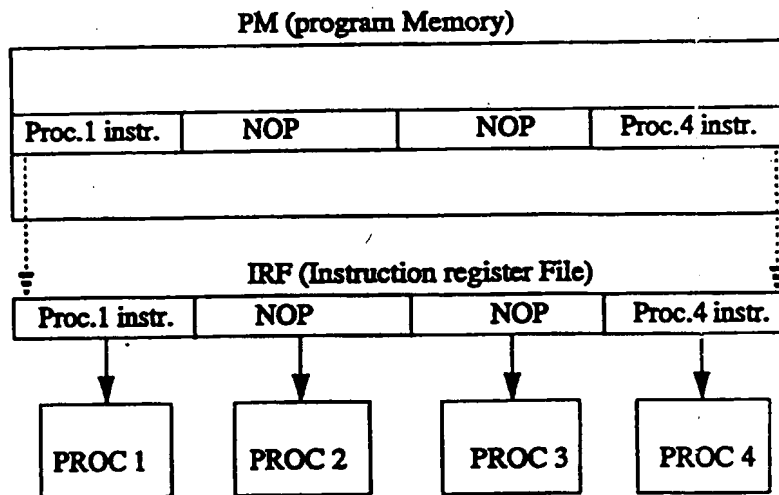 PM (program Memory)
Proc.1 instr. NOP NOP Proc.4 instr.
IRF (Instruction register File)
Proc.1 instr. NOP NOP Proc.4 instr.
PROC 1 PROC 2 PROC 3 PROC 4